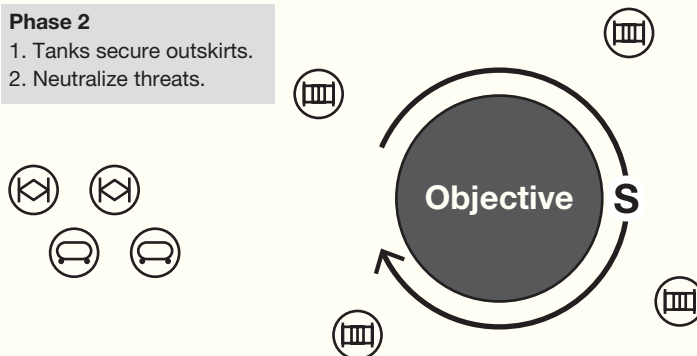 Phase 2
1. Tanks secure outskirts.
2. Neutralize threats.
Objective
S